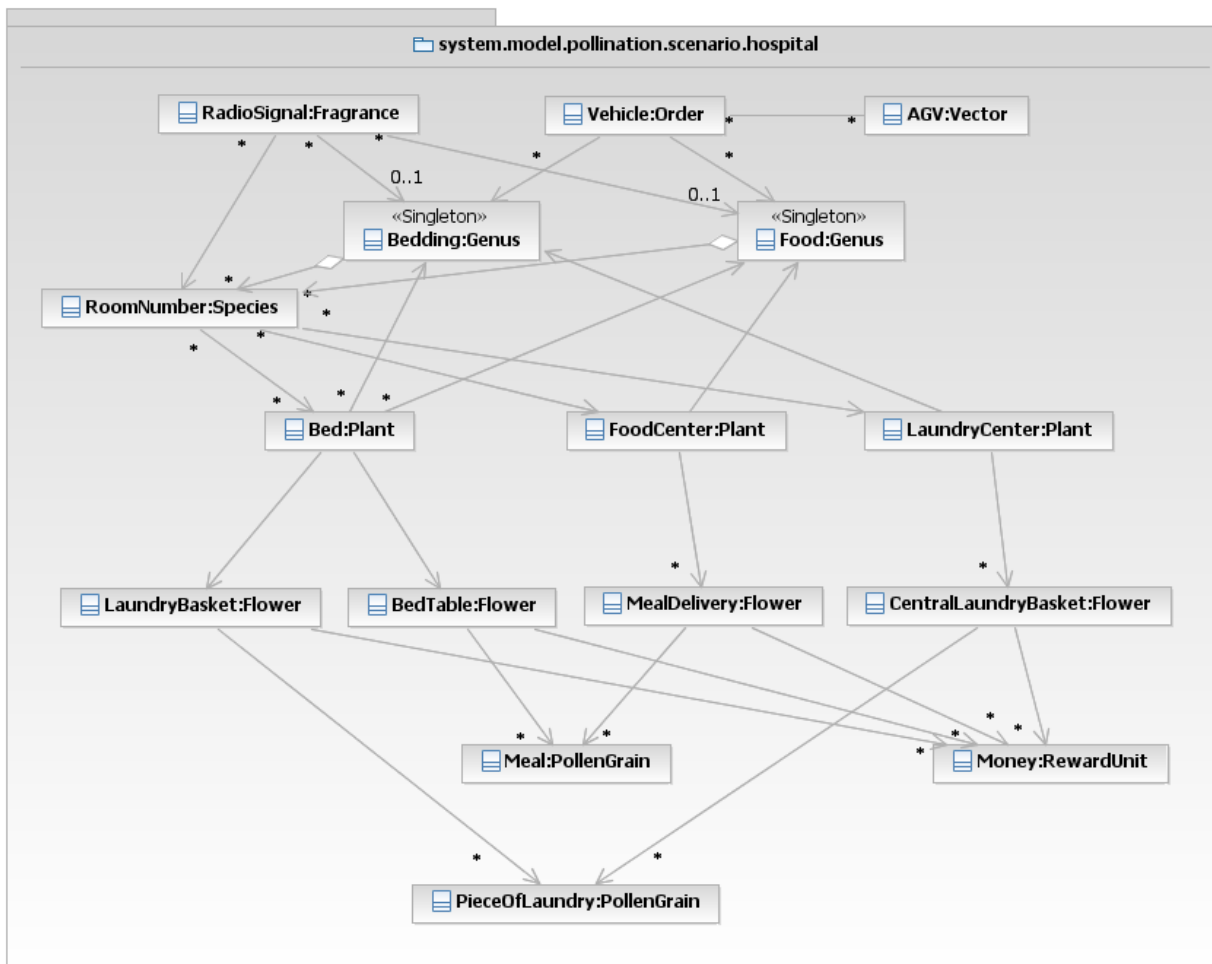 system.model.pollination.scenario.hospital
RadioSignal:Fragrance
Vehicle:Order
AGV:Vector
* * * * * * *
0..1
0..1
«Singleton»
Bedding:Genus
«Singleton»
Food:Genus
* * *
RoomNumber:Species
* * * * *
Bed:Plant
FoodCenter:Plant
LaundryCenter:Plant
* *
LaundryBasket:Flower
BedTable:Flower
MealDelivery:Flower
CentralLaundryBasket:Flower
* * * * * *
Meal:PollenGrain
Money:RewardUnit
* *
PieceOfLaundry:PollenGrain